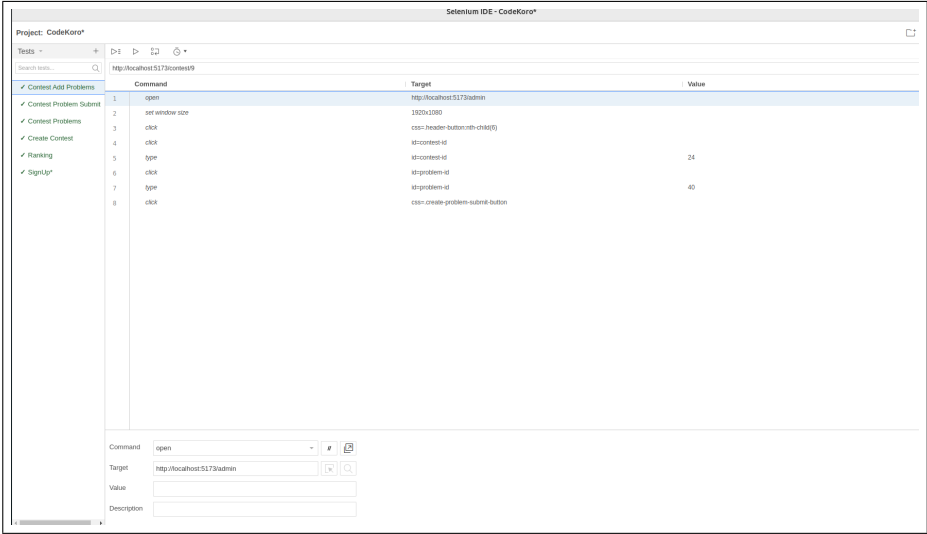 Selenium IDE - CodeKoro*
Project: CodeKoro*
Tests
Search tests...
http://localhost:5173/contest/9
Command Target Value
✓ Contest Add Problems
✓ Contest Problem Submit
✓ Contest Problems
✓ Create Contest
✓ Ranking
✓ SignUp*
1 open http://localhost:5173/admin
2 set window size 1920x1080
3 click css=.header-button:nth-child(6)
4 click id=contest-id
5 type id=contest-id 24
6 click id=problem-id
7 type id=problem-id 40
8 click css=.create-problem-submit-button
Command open //
Target http://localhost:5173/admin
Value
Description